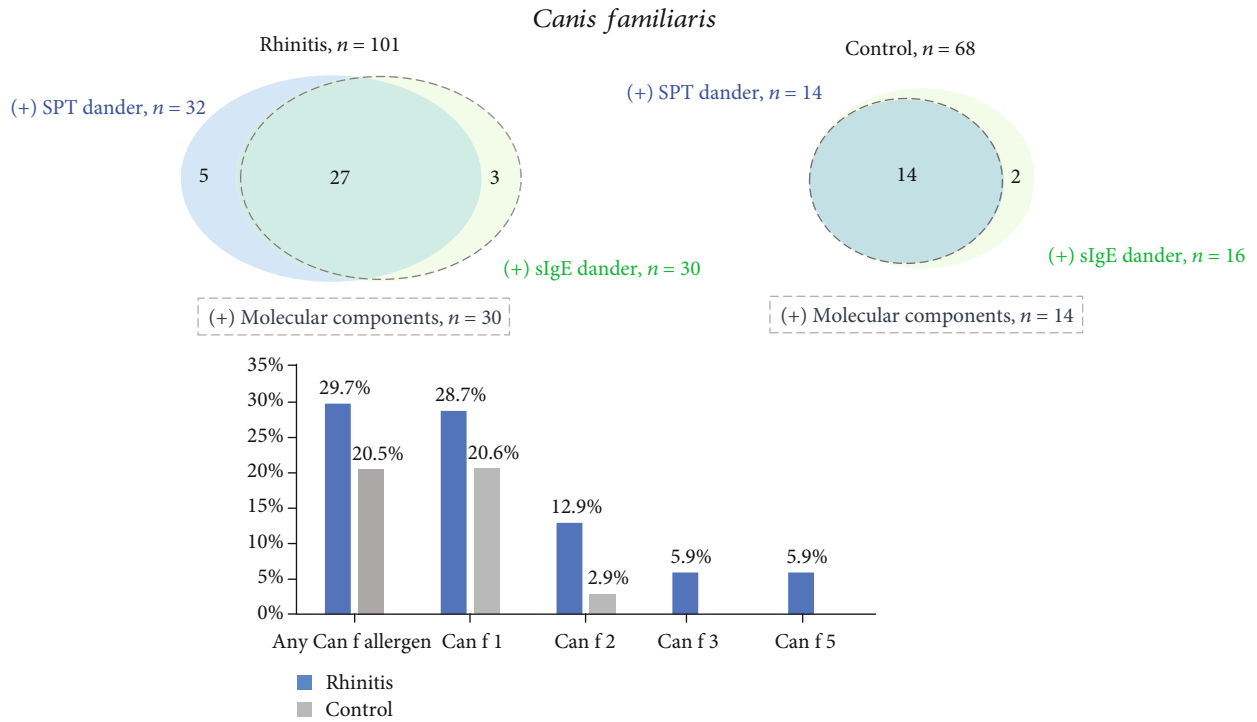 Canis familiaris
Rhinitis, n = 101
Control, n = 68
(+) SPT dander, n = 32
(+) SPT dander, n = 14
5
27
3
14
2
(+) sIgE dander, n = 30
(+) sIgE dander, n = 16
(+) Molecular components, n = 30
(+) Molecular components, n = 14
35%
30%
25%
20%
15%
10%
5%
0%
29.7%
20.5%
28.7%
20.6%
12.9%
2.9%
5.9%
5.9%
Any Can f allergen
Can f 1
Can f 2
Can f 3
Can f 5
Rhinitis
Control